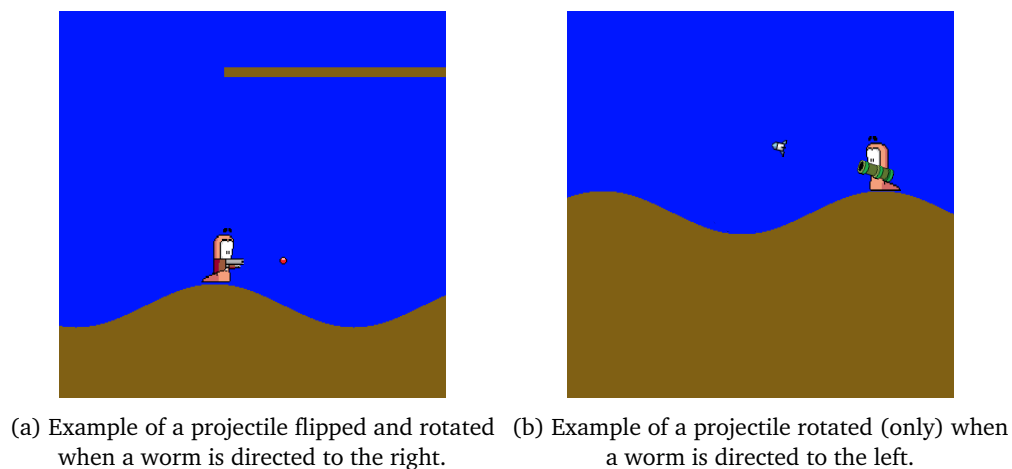 (a) Example of a projectile flipped and rotated
when a worm is directed to the right.
(b) Example of a projectile rotated (only) when
a worm is directed to the left.